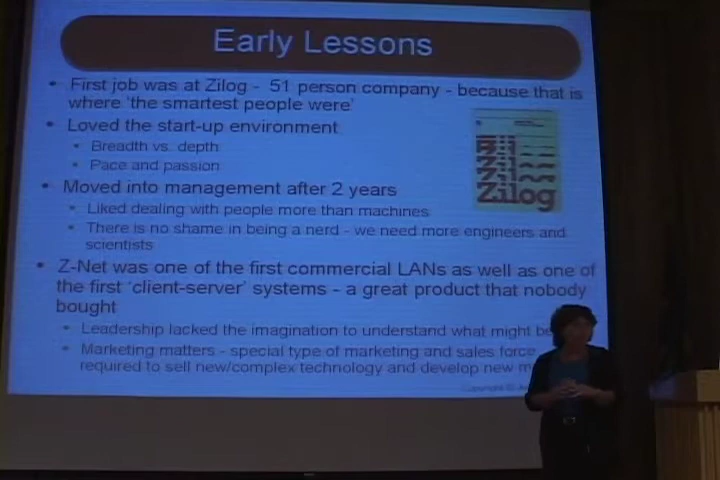 Early Lessons
• First job was at Zilog - 51 person company - because that is
where 'the smartest people were'
• Loved the start-up environment
• Breadth vs. depth
• Pace and passion
Zilog
• Moved into management after 2 years
• Liked dealing with people more than machines
• There is no shame in being a nerd - we need more engineers and
scientists
• Z-Net was one of the first commercial LANs as well as one of
the first 'client-server' systems - a great product that nobody
bought
• Leadership lacked the imagination to understand what might be
• Marketing matters - special type of marketing and sales force
required to sell new/complex technology and develop new m
Copyright ©